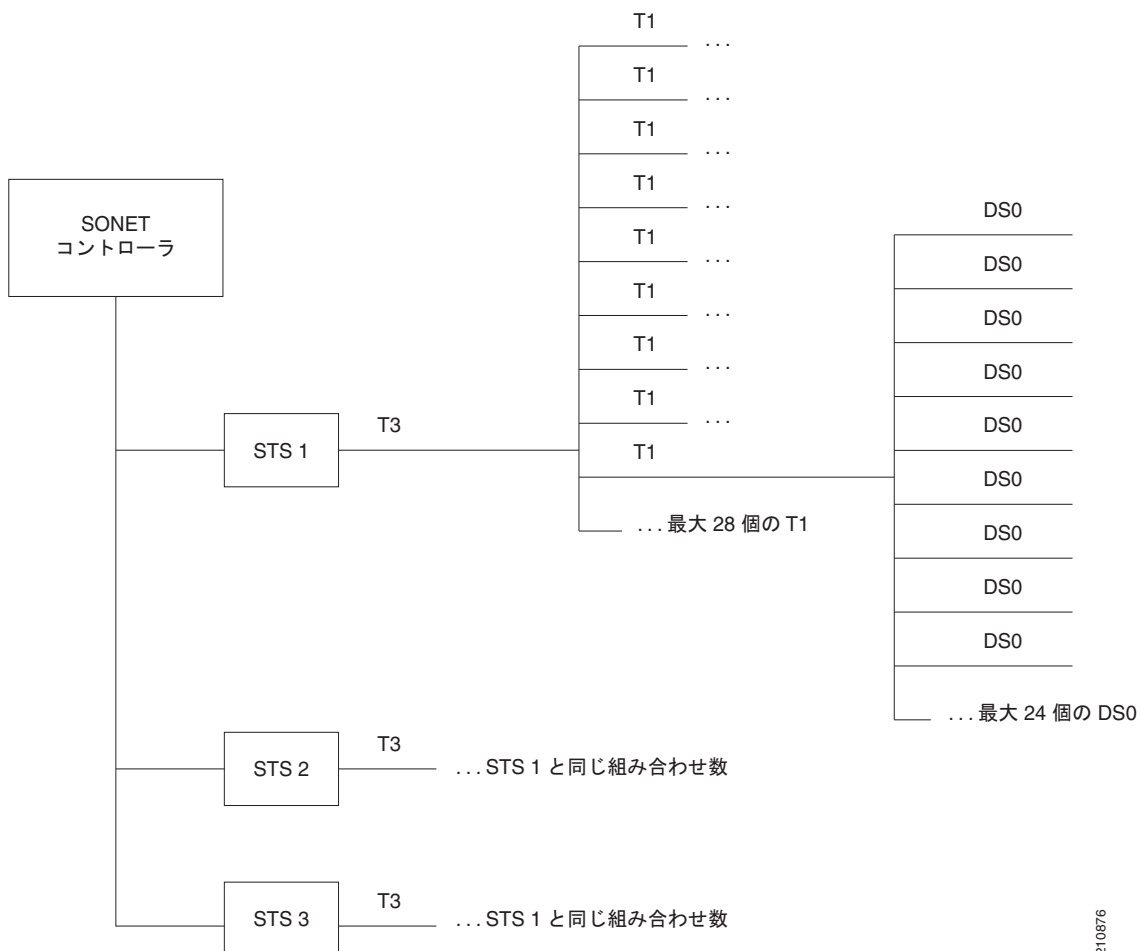 T1
...
T1
...
T1
...
T1
...
T1
...
T1
...
T1
...
T1
...
T1
... 最大 28 個の T1
SONET
コントローラ
STS 1
T3
DS0
DS0
DS0
DS0
DS0
DS0
DS0
DS0
DS0
... 最大 24 個の DS0
STS 2
T3
... STS 1 と同じ組み合わせ数
STS 3
T3
... STS 1 と同じ組み合わせ数
210876